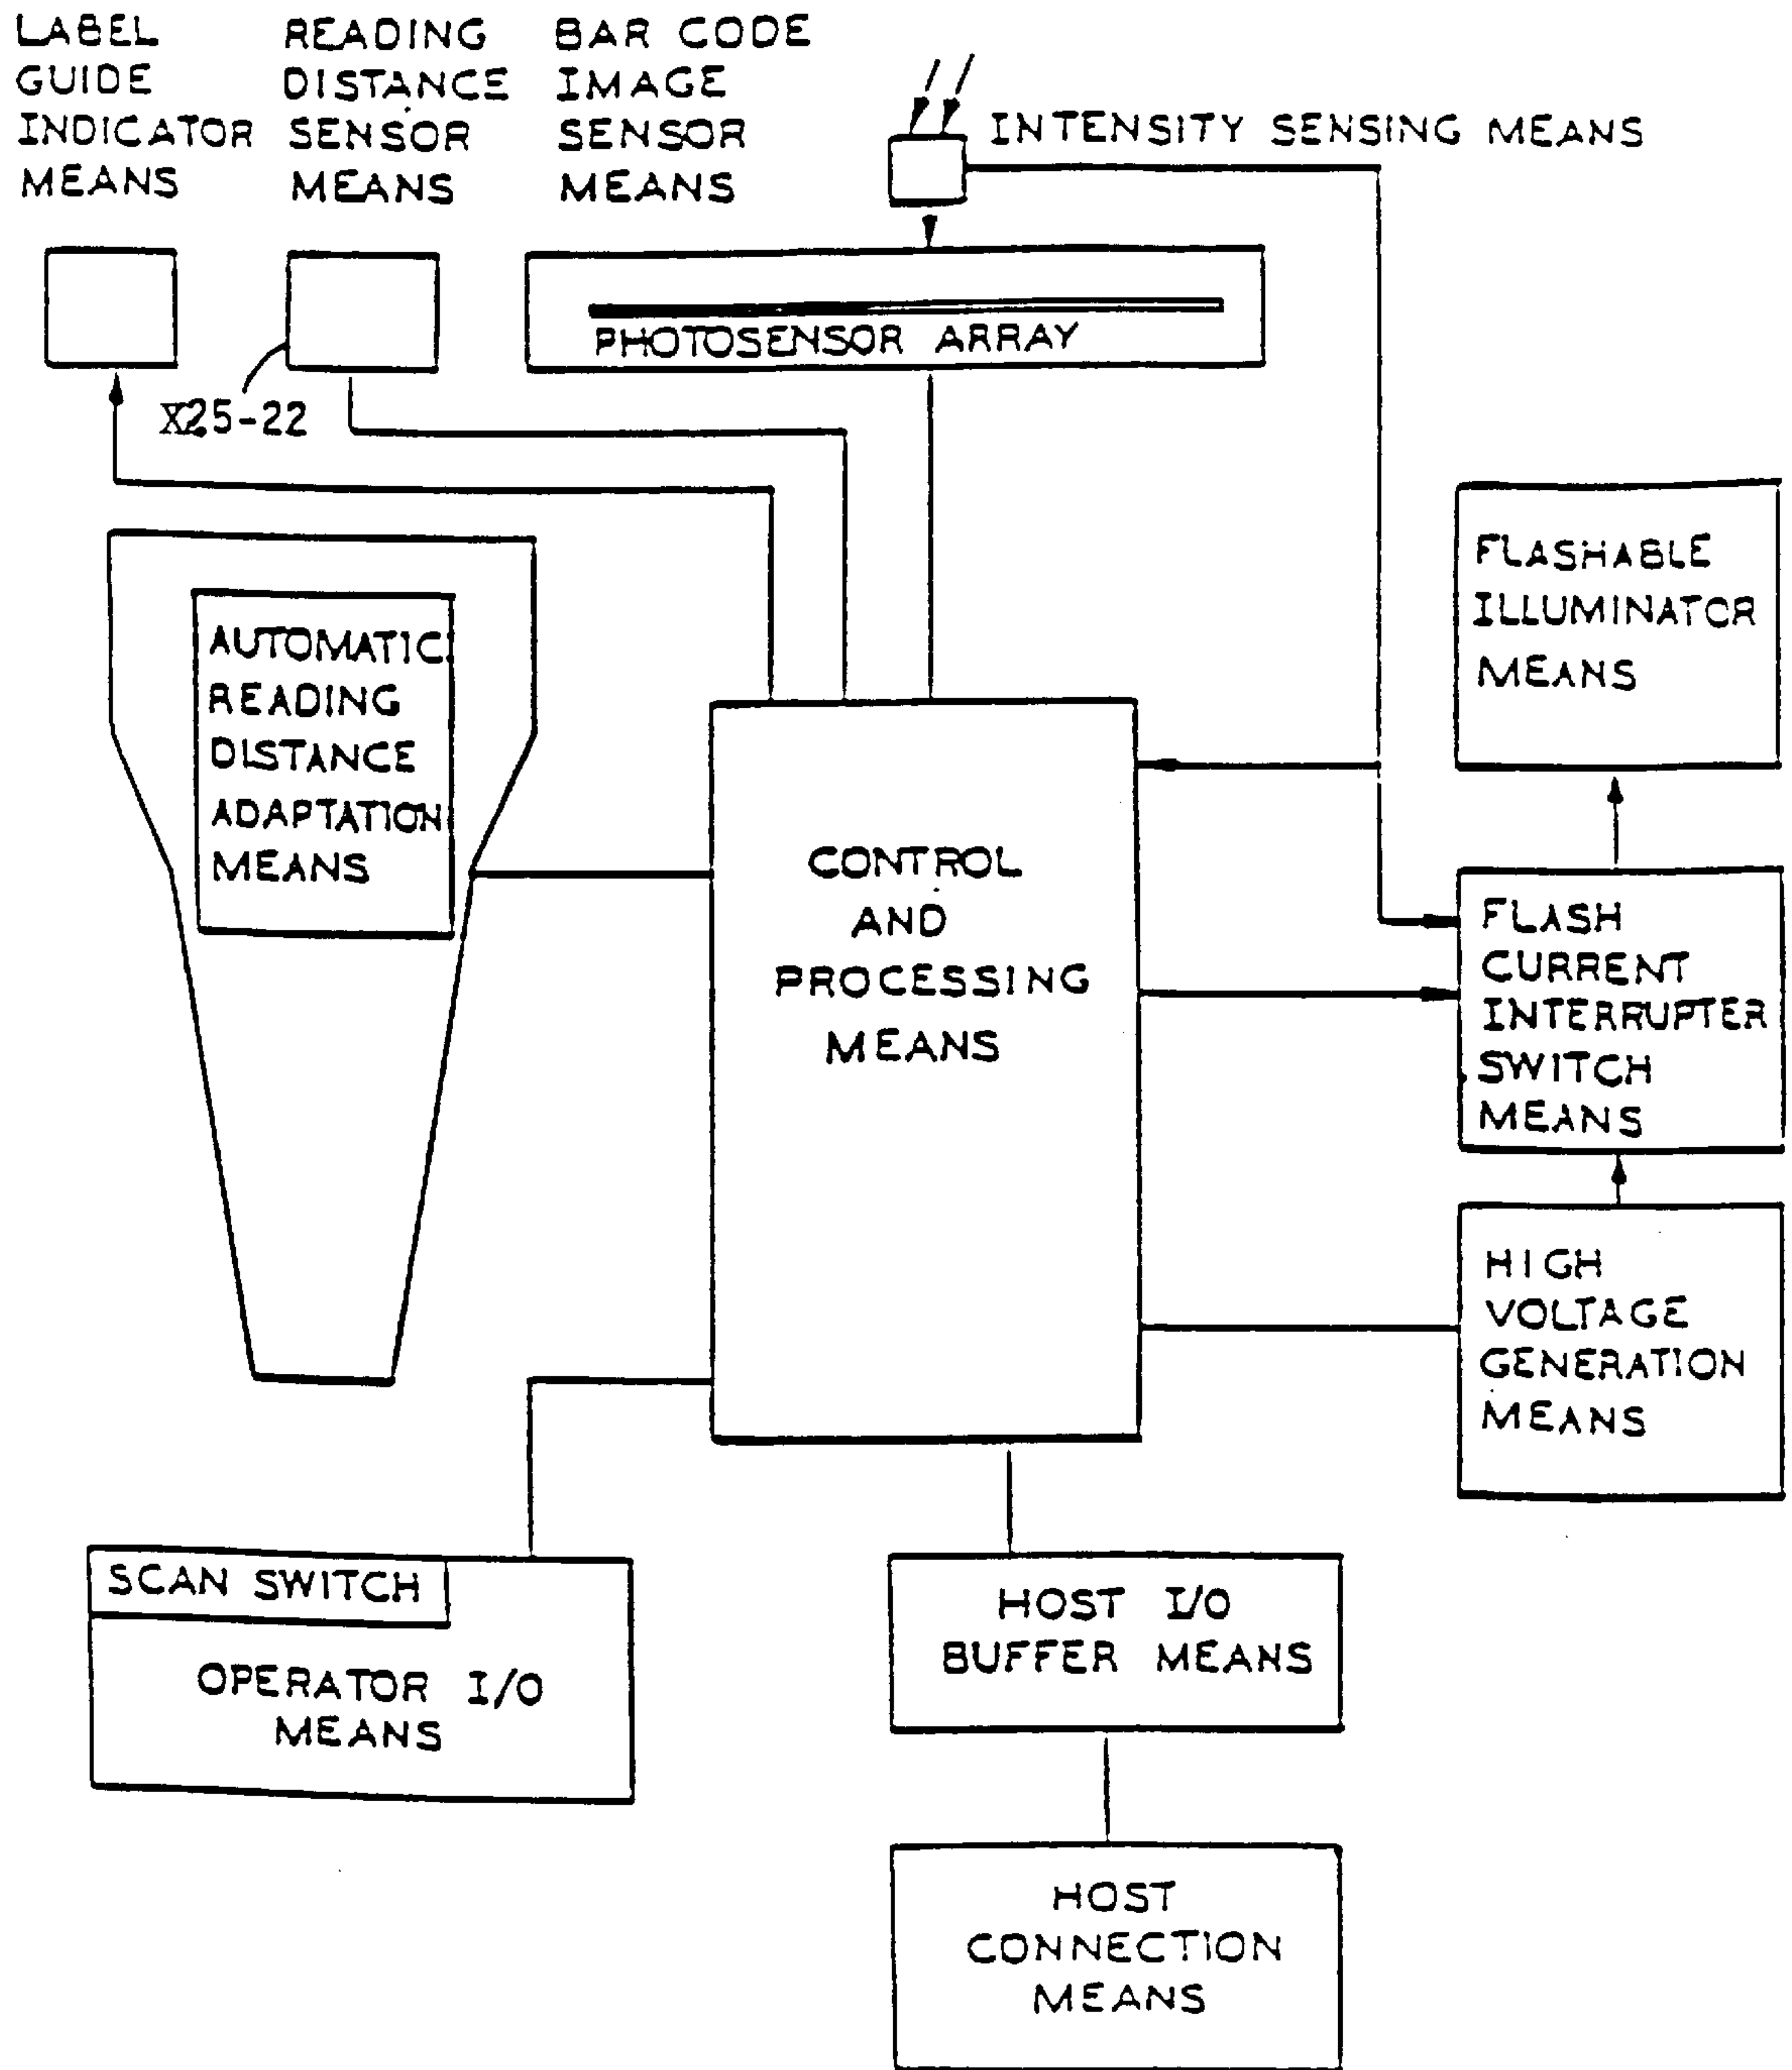 LABEL
GUIDE
INDICATOR
MEANS
READING
DISTANCE
SENSOR
MEANS
BAR CODE
IMAGE
SENSOR
MEANS
INTENSITY SENSING MEANS
PHOTOSENSOR ARRAY
X25-22
FLASHABLE
ILLUMINATOR
MEANS
AUTOMATIC
READING
DISTANCE
ADAPTATION
MEANS
CONTROL
AND
PROCESSING
MEANS
FLASH
CURRENT
INTERRUPTER
SWITCH
MEANS
HIGH
VOLTAGE
GENERATION
MEANS
SCAN SWITCH
OPERATOR I/O
MEANS
HOST I/O
BUFFER MEANS
HOST
CONNECTION
MEANS